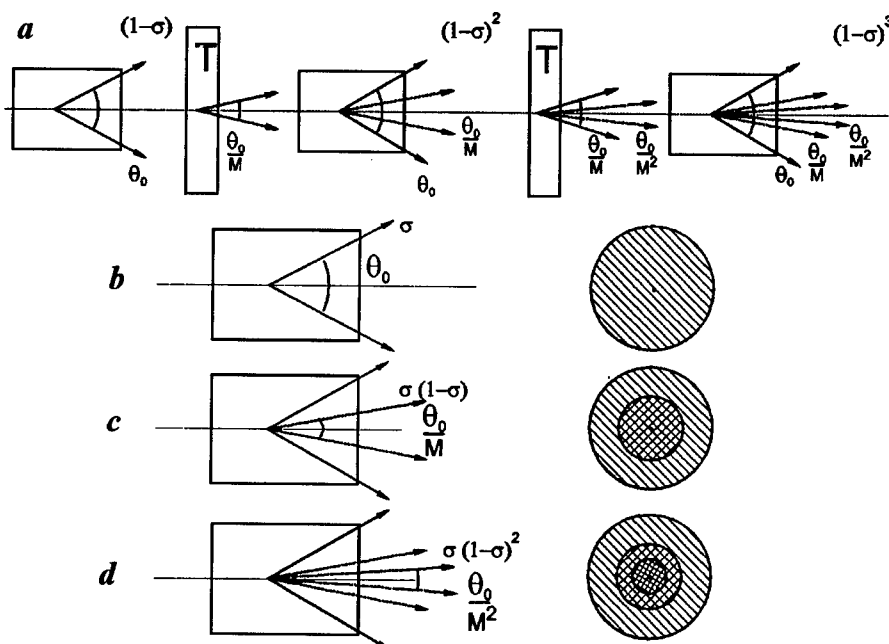 a (1-σ) T (1-σ)² T (1-σ)³
θ₀ θ₀/M θ₀ θ₀/M θ₀/M θ₀/M² θ₀ θ₀/M θ₀/M²
b σ θ₀
c σ(1-σ) θ₀/M
d σ(1-σ)² θ₀/M²